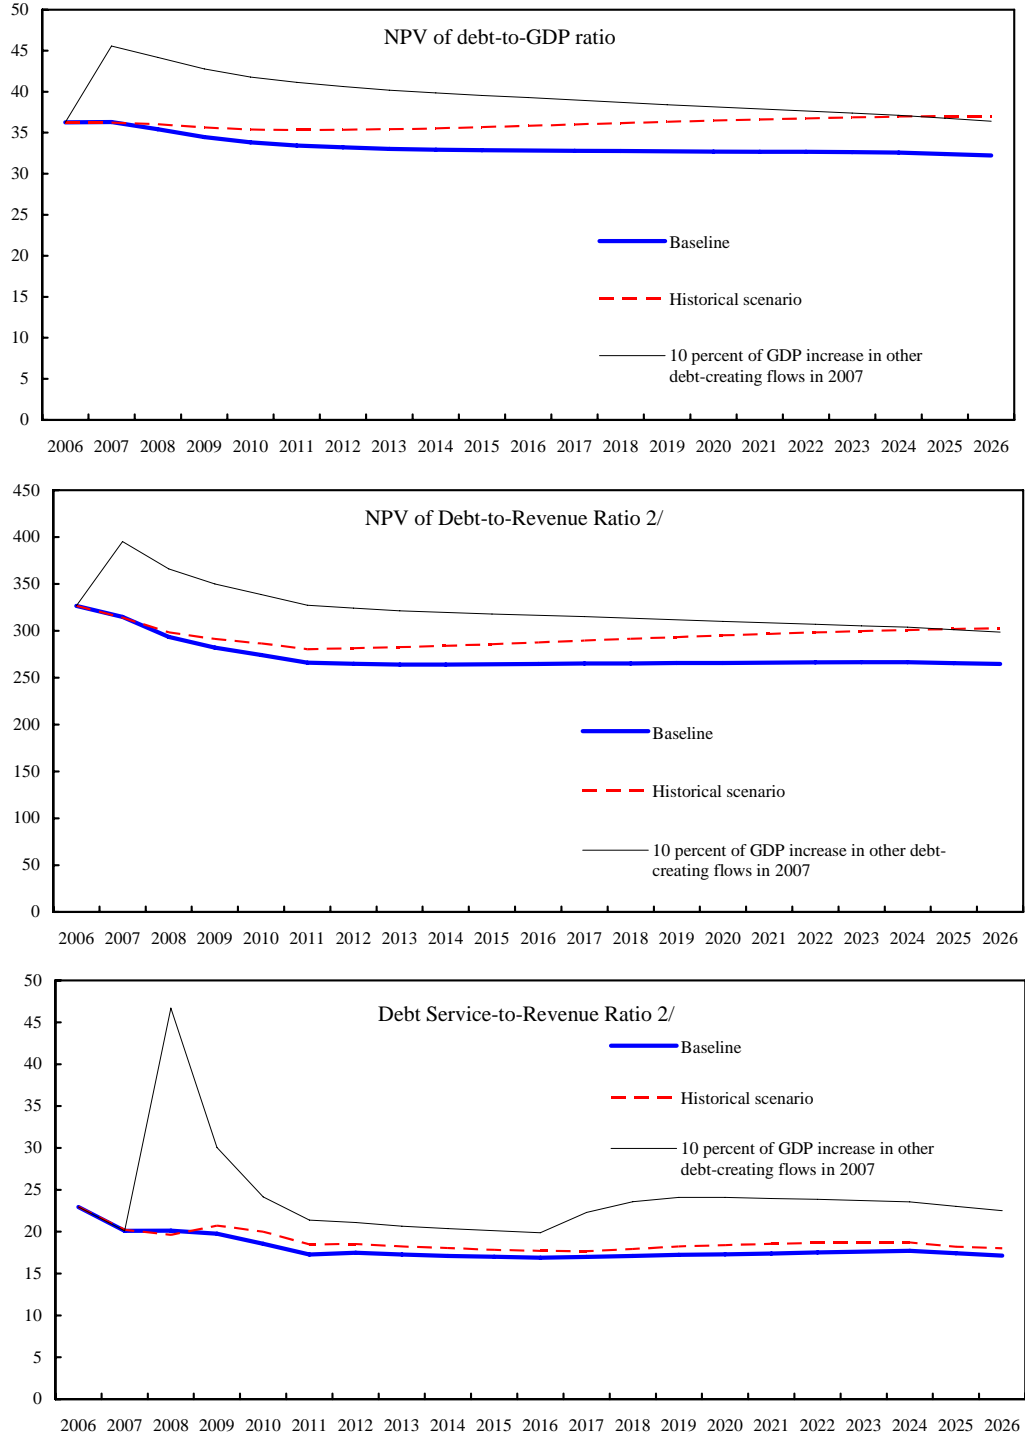 NPV of debt-to-GDP ratio
50
45
40
35
30
25
20
15
10
5
0
Baseline
Historical scenario
10 percent of GDP increase in other
debt-creating flows in 2007
2006 2007 2008 2009 2010 2011 2012 2013 2014 2015 2016 2017 2018 2019 2020 2021 2022 2023 2024 2025 2026
NPV of Debt-to-Revenue Ratio 2/
450
400
350
300
250
200
150
100
50
0
Baseline
Historical scenario
10 percent of GDP increase in other debt-
creating flows in 2007
2006 2007 2008 2009 2010 2011 2012 2013 2014 2015 2016 2017 2018 2019 2020 2021 2022 2023 2024 2025 2026
Debt Service-to-Revenue Ratio 2/
50
45
40
35
30
25
20
15
10
5
0
Baseline
Historical scenario
10 percent of GDP increase in other
debt-creating flows in 2007
2006 2007 2008 2009 2010 2011 2012 2013 2014 2015 2016 2017 2018 2019 2020 2021 2022 2023 2024 2025 2026